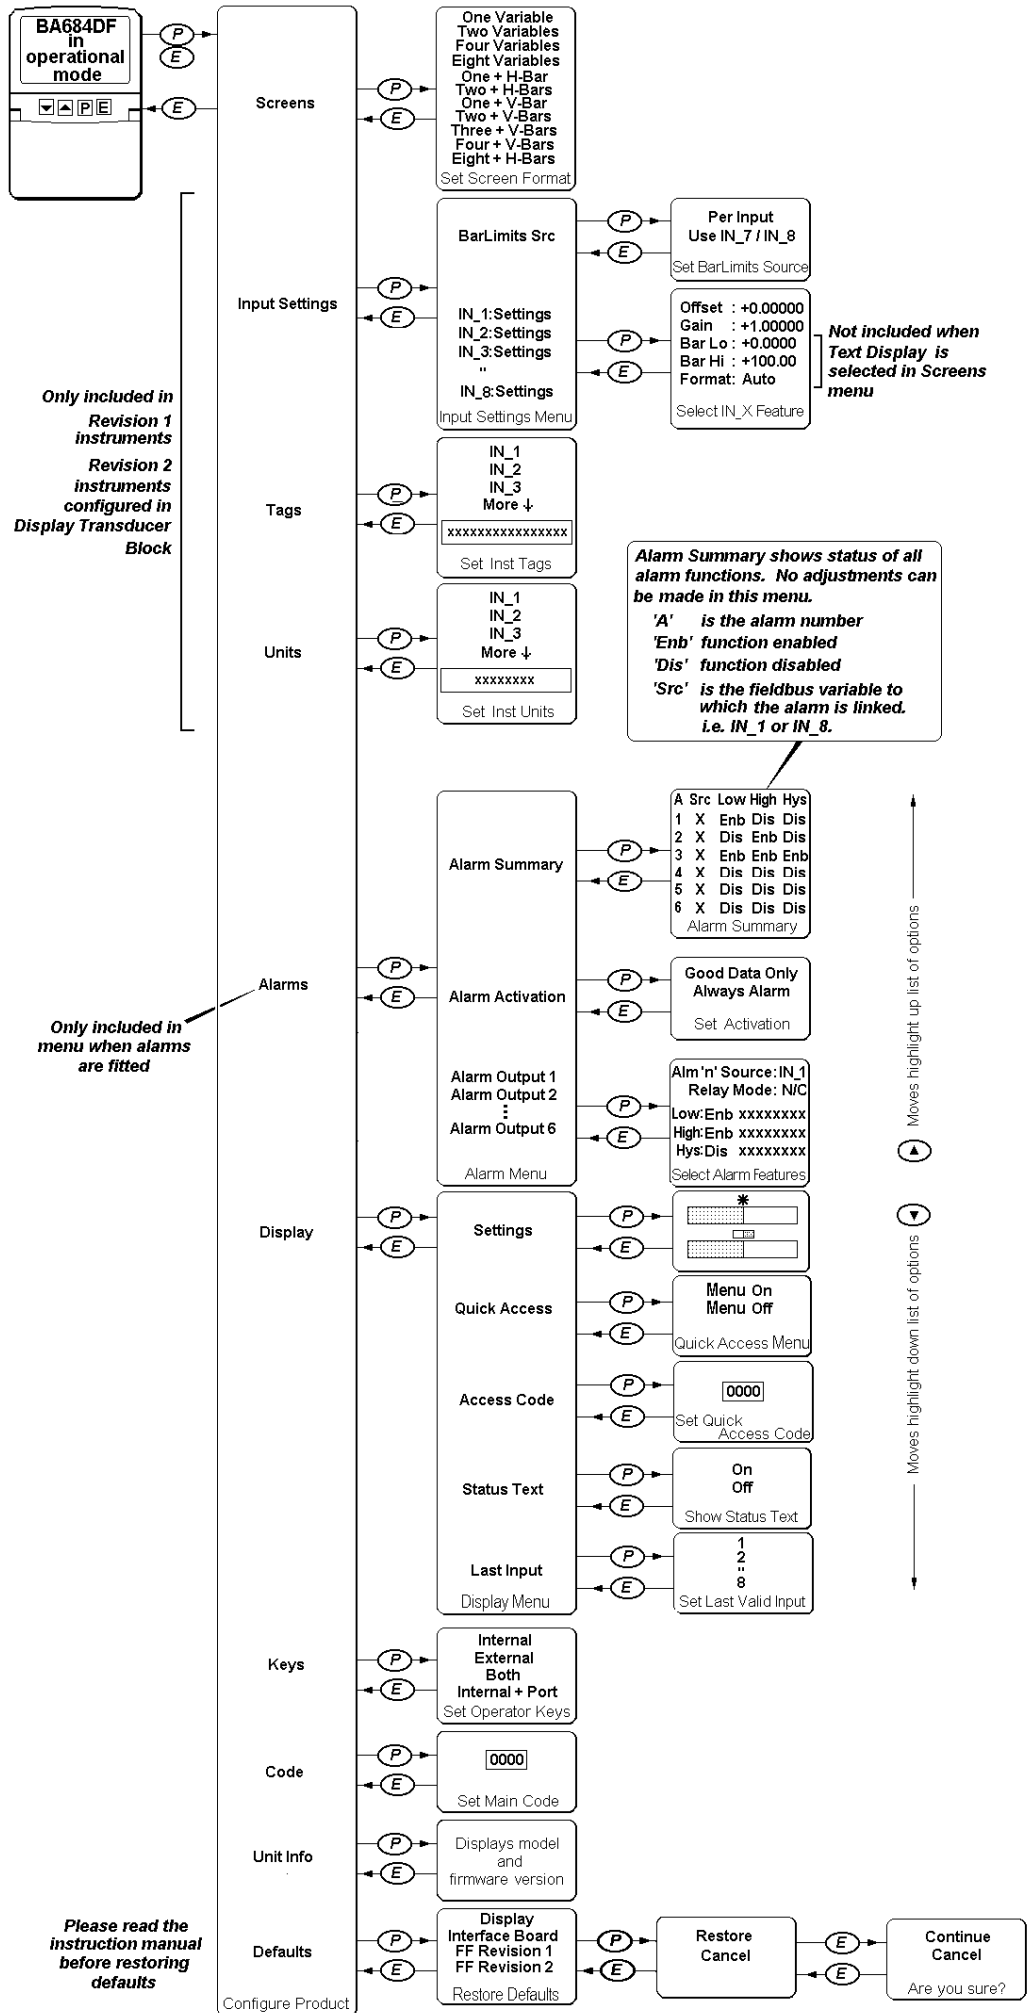 BA684DF
in
operational
mode
P
E
E
P E
Screens
P
E
One Variable
Two Variables
Four Variables
Eight Variables
One + H-Bar
Two + H-Bars
One + V-Bar
Two + V-Bars
Three + V-Bars
Four + V-Bars
Eight + H-Bars
Set Screen Format
Only included in
Revision 1
instruments
Revision 2
instruments
configured in
Display Transducer
Block
Input Settings
P
E
BarLimits Src
IN_1:Settings
IN_2:Settings
IN_3:Settings
"
IN_8:Settings
Input Settings Menu
P
E
Per Input
Use IN_7 / IN_8
Set BarLimits Source
P
E
Offset : +0.00000
Gain : +1.00000
Bar Lo : +0.0000
Bar Hi : +100.00
Format: Auto
Select IN_X Feature
Not included when
Text Display is
selected in Screens
menu
Tags
P
E
IN_1
IN_2
IN_3
More ↓
xxxxxxxxxxxxxxxx
Set Inst Tags
Units
P
E
IN_1
IN_2
IN_3
More ↓
xxxxxxxx
Set Inst Units
Alarm Summary shows status of all
alarm functions. No adjustments can
be made in this menu.
'A' is the alarm number
'Enb' function enabled
'Dis' function disabled
'Src' is the fieldbus variable to
which the alarm is linked.
i.e. IN_1 or IN_8.
Alarms
Only included in
menu when alarms
are fitted
P
E
Alarm Summary
Alarm Activation
Alarm Output 1
Alarm Output 2
Alarm Output 6
Alarm Menu
P
E
A Src Low High Hys
1 X Enb Dis Dis
2 X Dis Enb Dis
3 X Enb Enb Enb
4 X Dis Dis Dis
5 X Dis Dis Dis
6 X Dis Dis Dis
Alarm Summary
P
E
Good Data Only
Always Alarm
Set Activation
P
E
Alm 'n' Source:IN_1
Relay Mode: N/C
Low:Enb xxxxxxxx
High:Enb xxxxxxxx
Hys:Dis xxxxxxxx
Select Alarm Features
Moves highlight up list of options
Moves highlight down list of options
Display
P
E
Settings
Quick Access
Access Code
Status Text
Last Input
Display Menu
P
E
*
P
E
Menu On
Menu Off
Quick Access Menu
P
E
0000
Set Quick
Access Code
P
E
On
Off
Show Status Text
P
E
1
2
"
8
Set Last Valid Input
Keys
P
E
Internal
External
Both
Internal + Port
Set Operator Keys
Code
P
E
0000
Set Main Code
Unit Info
P
E
Displays model
and
firmware version
Please read the
instruction manual
before restoring
defaults
Defaults
P
E
Display
Interface Board
FF Revision 1
FF Revision 2
Restore Defaults
P
E
Restore
Cancel
E
E
Continue
Cancel
Are you sure?
Configure Product